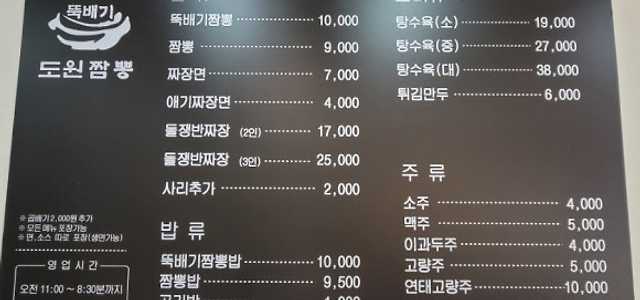 뚝배기
도원짬뽕
※ 곱배기 2,000원 추가
※ 모든메뉴 포장가능
※ 면,소스 따로 포장(생면가능)
영업시간
오전 11:00 ~ 8:30분까지
뚝배기짬뽕 10,000
짬뽕 9,000
짜장면 7,000
애기짜장면 4,000
돌쟁반짜장 (2인) 17,000
돌쟁반짜장 (3인) 25,000
사리추가 2,000
밥 류
뚝배기짬뽕밥 10,000
짬뽕밥 9,500
공기밥
탕수육(소) 19,000
탕수육(중) 27,000
탕수육(대) 38,000
튀김만두 6,000
주 류
소주 4,000
맥주 5,000
이과두주 4,000
고량주 5,000
연태고량주 10,000